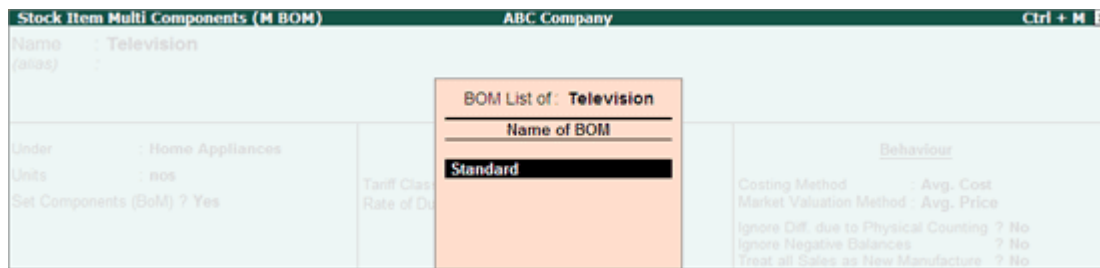 Stock Item Multi Components (M BOM) ABC Company Ctrl + M
Name : Television
(alias) :
BOM List of : Television
Name of BOM
Standard
Under : Home Appliances
Units : nos
Set Components (BoM) ? Yes
Tariff Class
Rate of Du
Behaviour
Costing Method : Avg. Cost
Market Valuation Method : Avg. Price
Ignore Diff. due to Physical Counting ? No
Ignore Negative Balances ? No
Treat all Sales as New Manufacture ? No